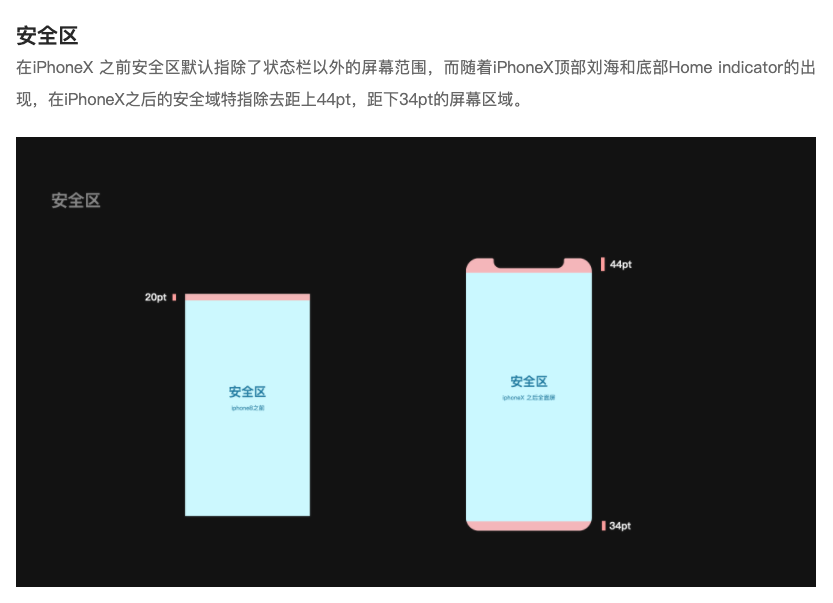 安全区
在iPhoneX 之前安全区默认指除了状态栏以外的屏幕范围，而随着iPhoneX顶部刘海和底部Home indicator的出
现，在iPhoneX之后的安全域特指除去距上44pt，距下34pt的屏幕区域。
安全区
44pt
20pt
安全区
iphoneX 之后全面屏
安全区
iphone8之前
34pt